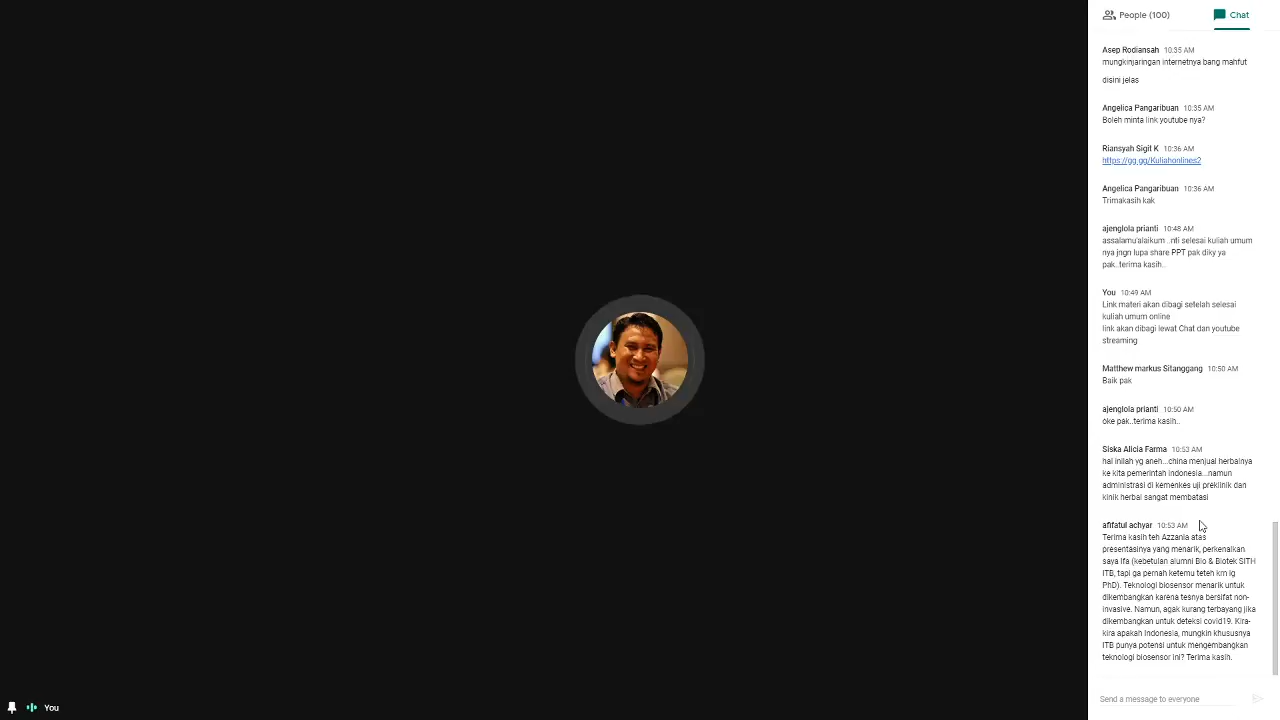 People (100)
Chat
Asep Rodiansah 10:35 AM
mungkinjaringan internetnya bang mahfut
disini jelas
Angelica Pangaribuan 10:35 AM
Boleh minta link youtube nya?
Riansyah Sigit K 10:36 AM
https://gg.gg/Kuliahonlines2
Angelica Pangaribuan 10:36 AM
Trimakasih kak
ajenglola prianti 10:48 AM
assalamu'alaikum ..nti selesai kuliah umum
nya jngn lupa share PPT pak diky ya
pak..terima kasih..
You 10:49 AM
Link materi akan dibagi setelah selesai
kuliah umum online
link akan dibagi lewat Chat dan youtube
streaming
Matthew markus Sitanggang 10:50 AM
Baik pak
ajenglola prianti 10:50 AM
oke pak..terima kasih..
Siska Alicia Farma 10:53 AM
hal inilah yg aneh...china menjual herbalnya
ke kita pemerintah indonesia...namun
administrasi di kemenkes uji preklinik dan
kinik herbal sangat membatasi
afifatul achyar 10:53 AM
Terima kasih teh Azzania atas
presentasinya yang menarik, perkenalkan
saya Ifa (kebetulan alumni Bio & Biotek SITH
ITB, tapi ga pernah ketemu teteh krn lg
PhD). Teknologi biosensor menarik untuk
dikembangkan karena tesnya bersifat non-
invasive. Namun, agak kurang terbayang jika
dikembangkan untuk deteksi covid19. Kira-
kira apakah Indonesia, mungkin khususnya
ITB punya potensi untuk mengembangkan
teknologi biosensor ini? Terima kasih.
Send a message to everyone
You